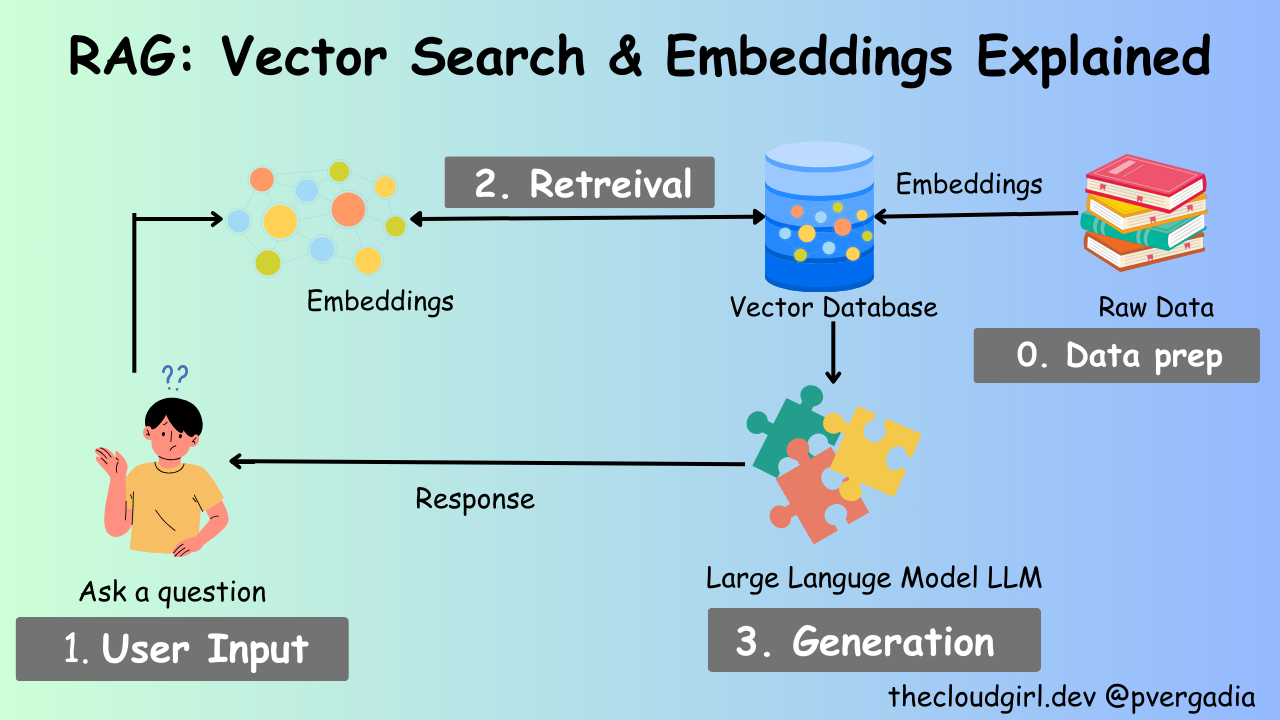 RAG: Vector Search & Embeddings Explained
2. Retreival
Embeddings
Embeddings
Vector Database
Raw Data
0. Data prep
??
Response
Ask a question
Large Languge Model LLM
1. User Input
3. Generation
thecloudgirl.dev @pvergadia